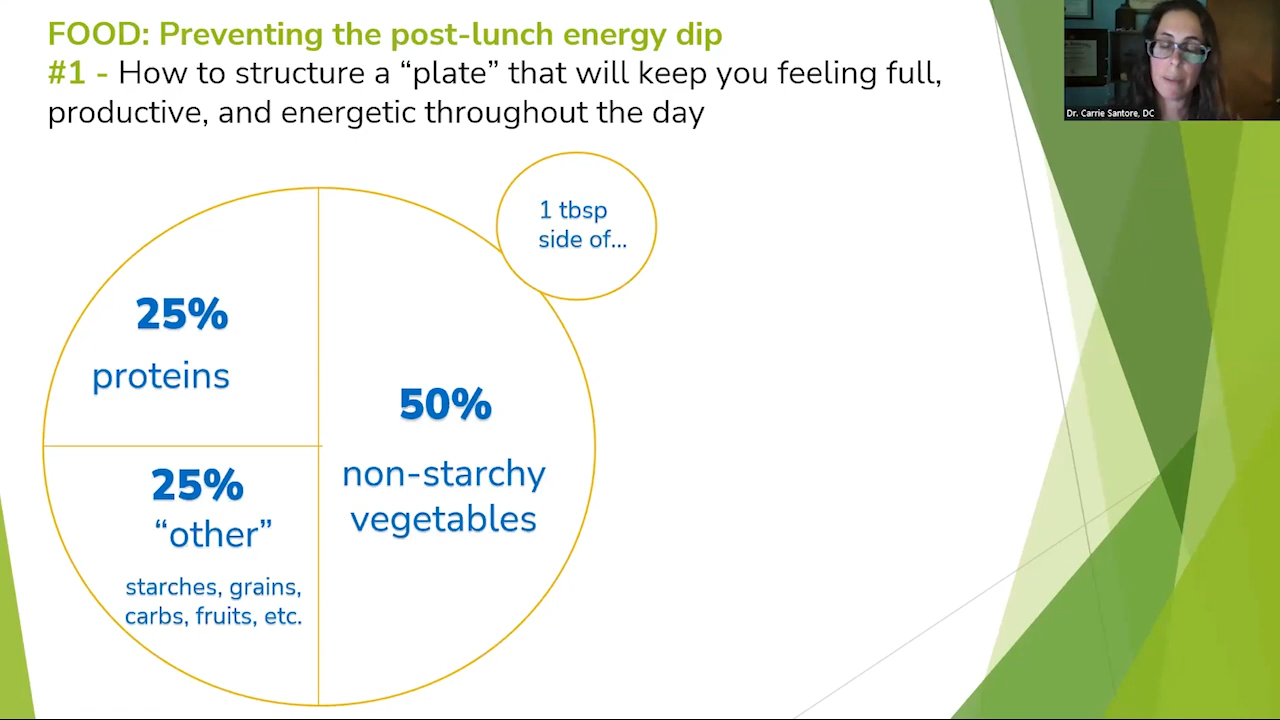 FOOD: Preventing the post-lunch energy dip
#1 - How to structure a “plate” that will keep you feeling full,
productive, and energetic throughout the day
Dr. Carrie Santore, DC
1 tbsp
side of...
25%
proteins
50%
non-starchy
vegetables
25%
“other”
starches, grains,
carbs, fruits, etc.